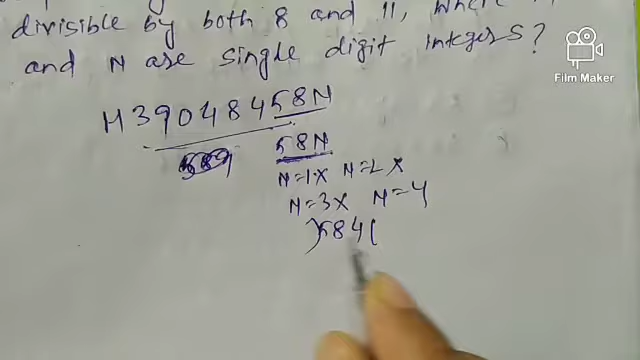 divisible by both 8 and 11, where
and N are single digit integers?
M39048458N
58N
589
N=1× N=2×
N=3× N=4
)584(
Film Maker